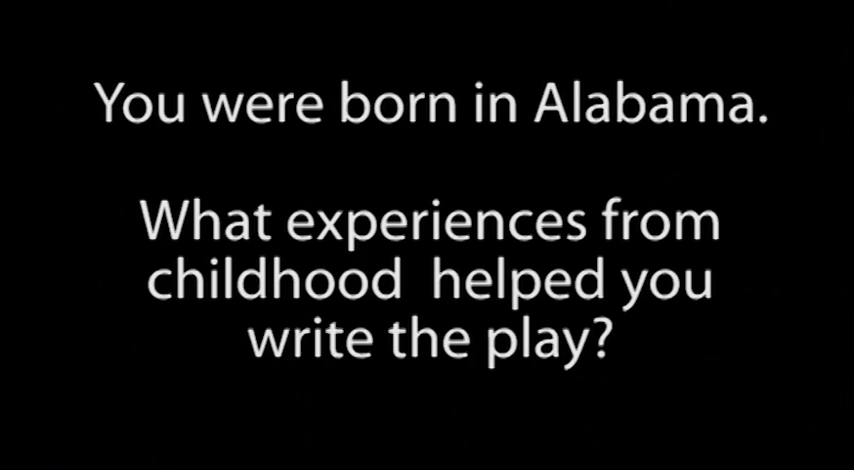 You were born in Alabama.
What experiences from
childhood  helped you
write the play?